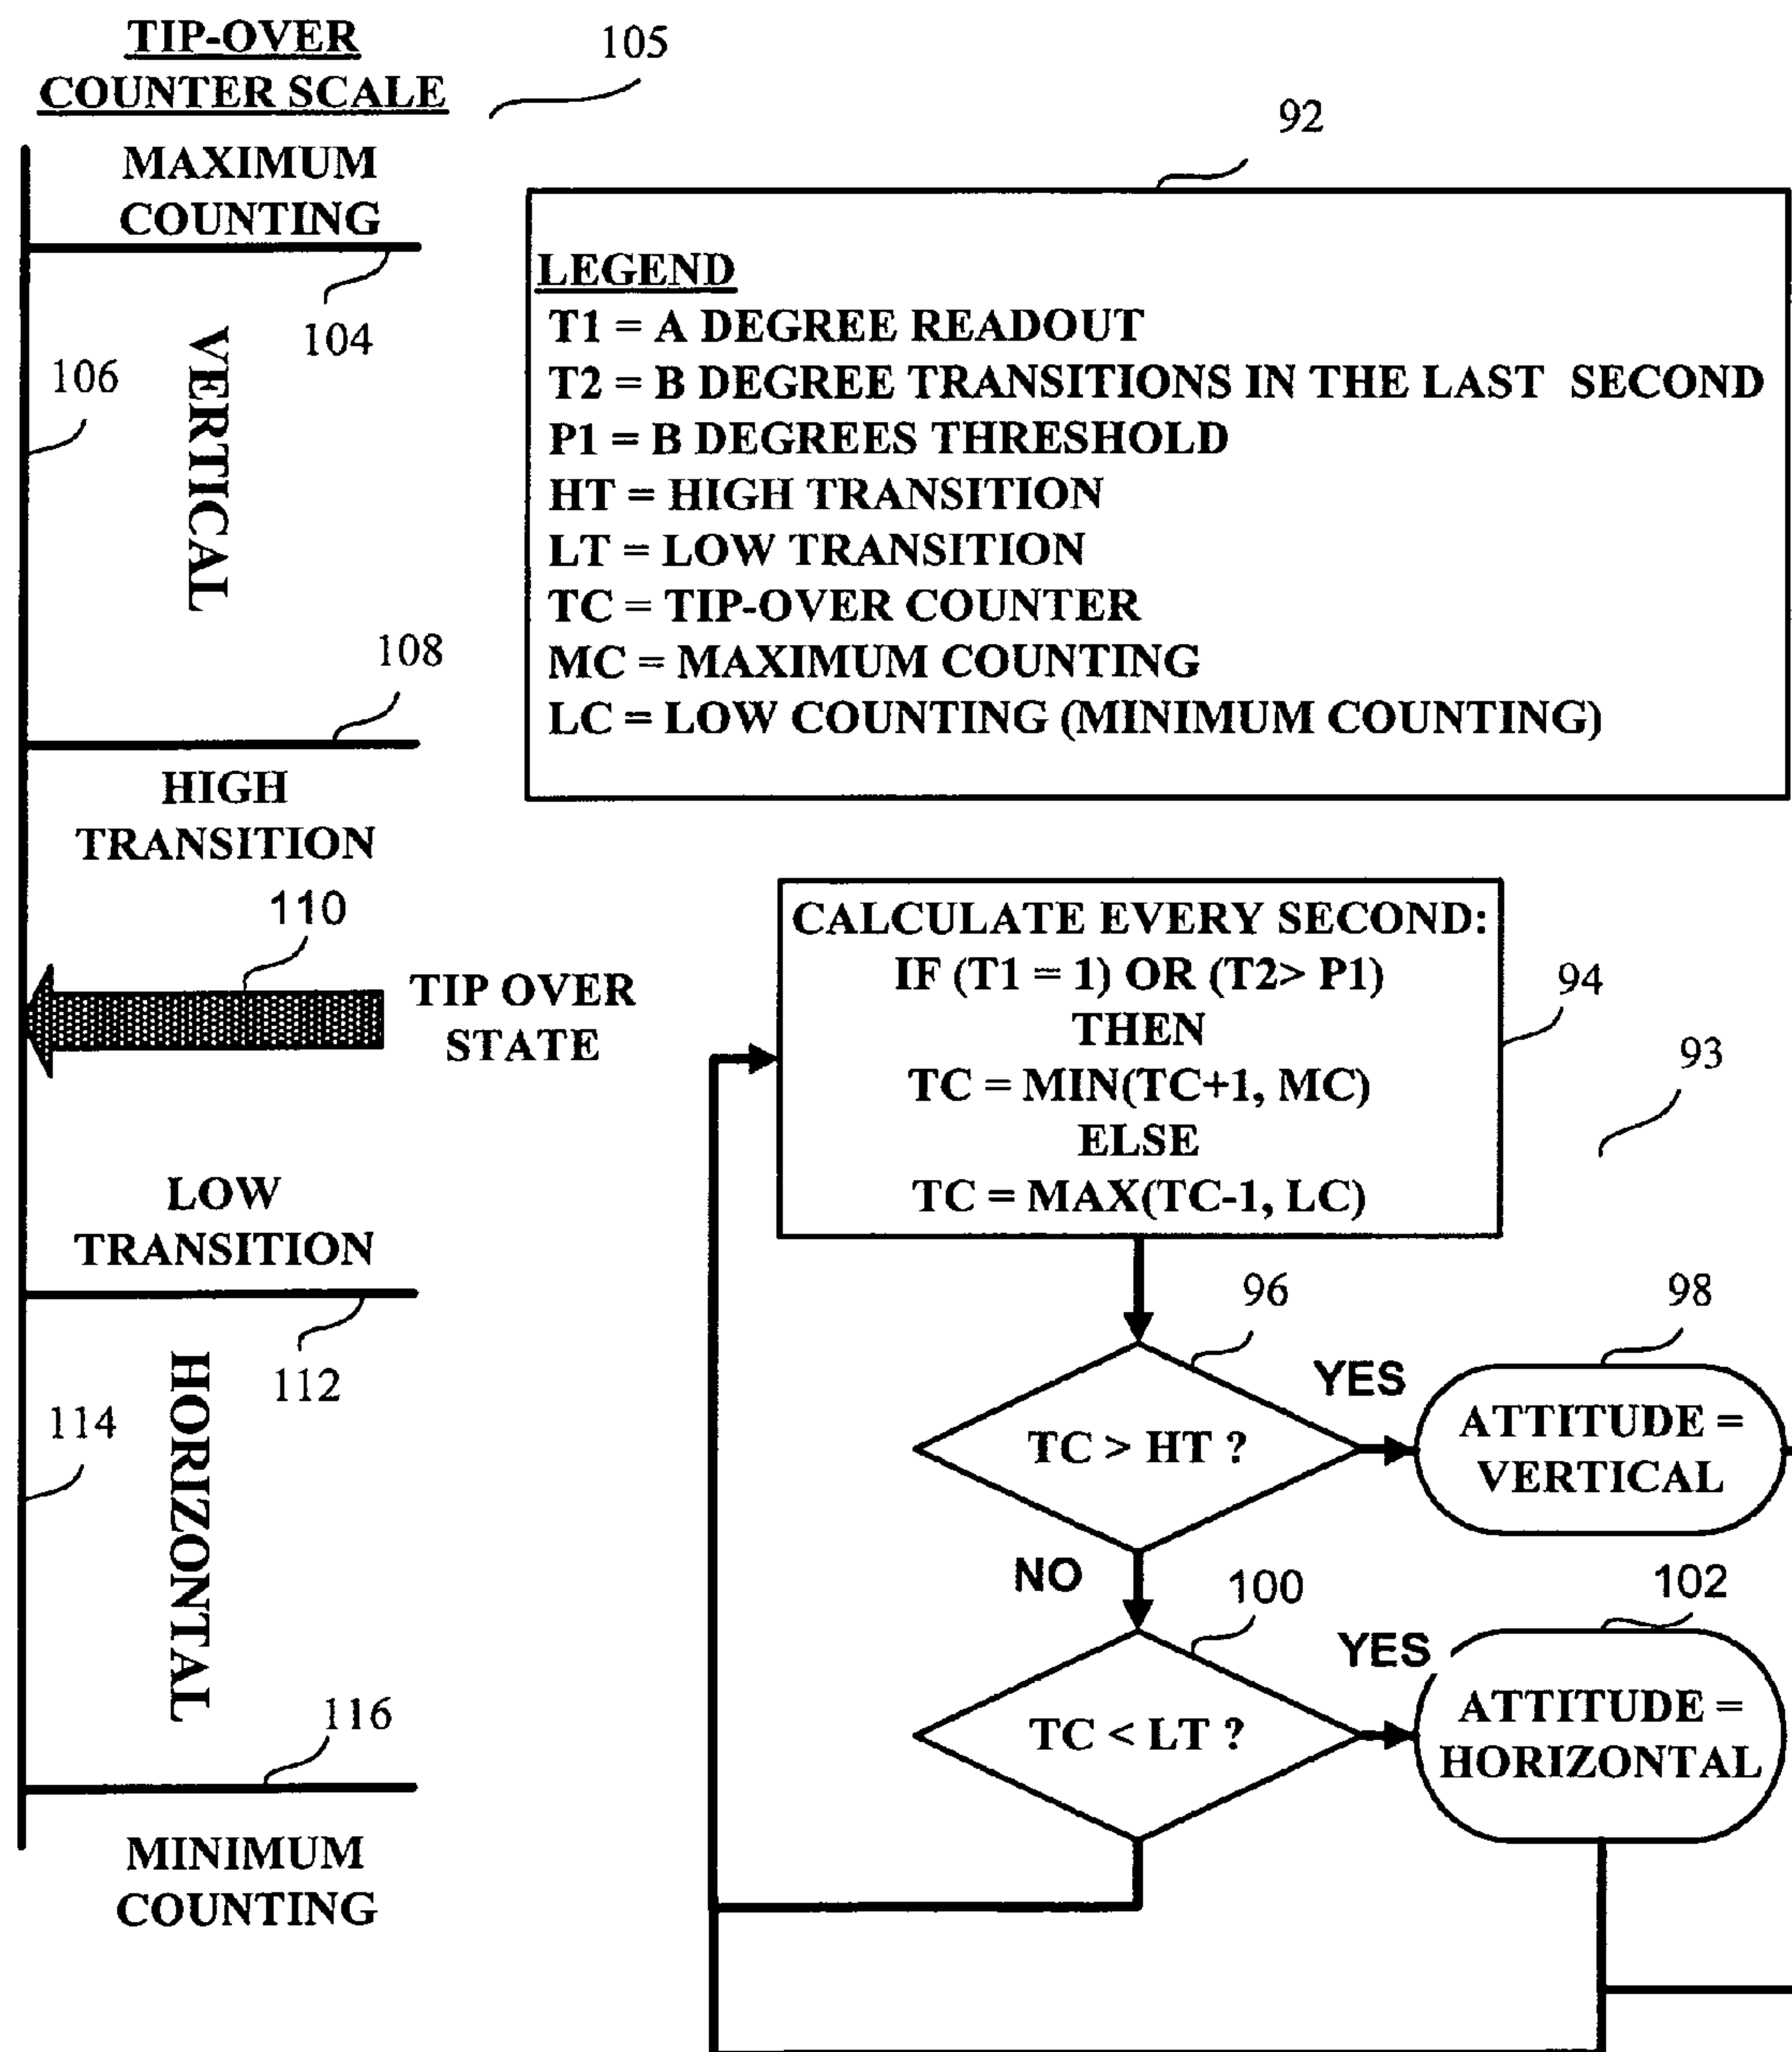 TIP-OVER
COUNTER SCALE
105
MAXIMUM
COUNTING
104
106
VERTICAL
108
HIGH
TRANSITION
110
TIP OVER
STATE
LOW
TRANSITION
112
114
HORIZONTAL
116
MINIMUM
COUNTING
92
LEGEND
T1 = A DEGREE READOUT
T2 = B DEGREE TRANSITIONS IN THE LAST SECOND
P1 = B DEGREES THRESHOLD
HT = HIGH TRANSITION
LT = LOW TRANSITION
TC = TIP-OVER COUNTER
MC = MAXIMUM COUNTING
LC = LOW COUNTING (MINIMUM COUNTING)
CALCULATE EVERY SECOND:
IF (T1 = 1) OR (T2> P1)
THEN
TC = MIN(TC+1, MC)
ELSE
TC = MAX(TC-1, LC)
94
93
96
TC > HT ?
YES
98
ATTITUDE =
VERTICAL
NO
100
TC < LT ?
YES
102
ATTITUDE =
HORIZONTAL